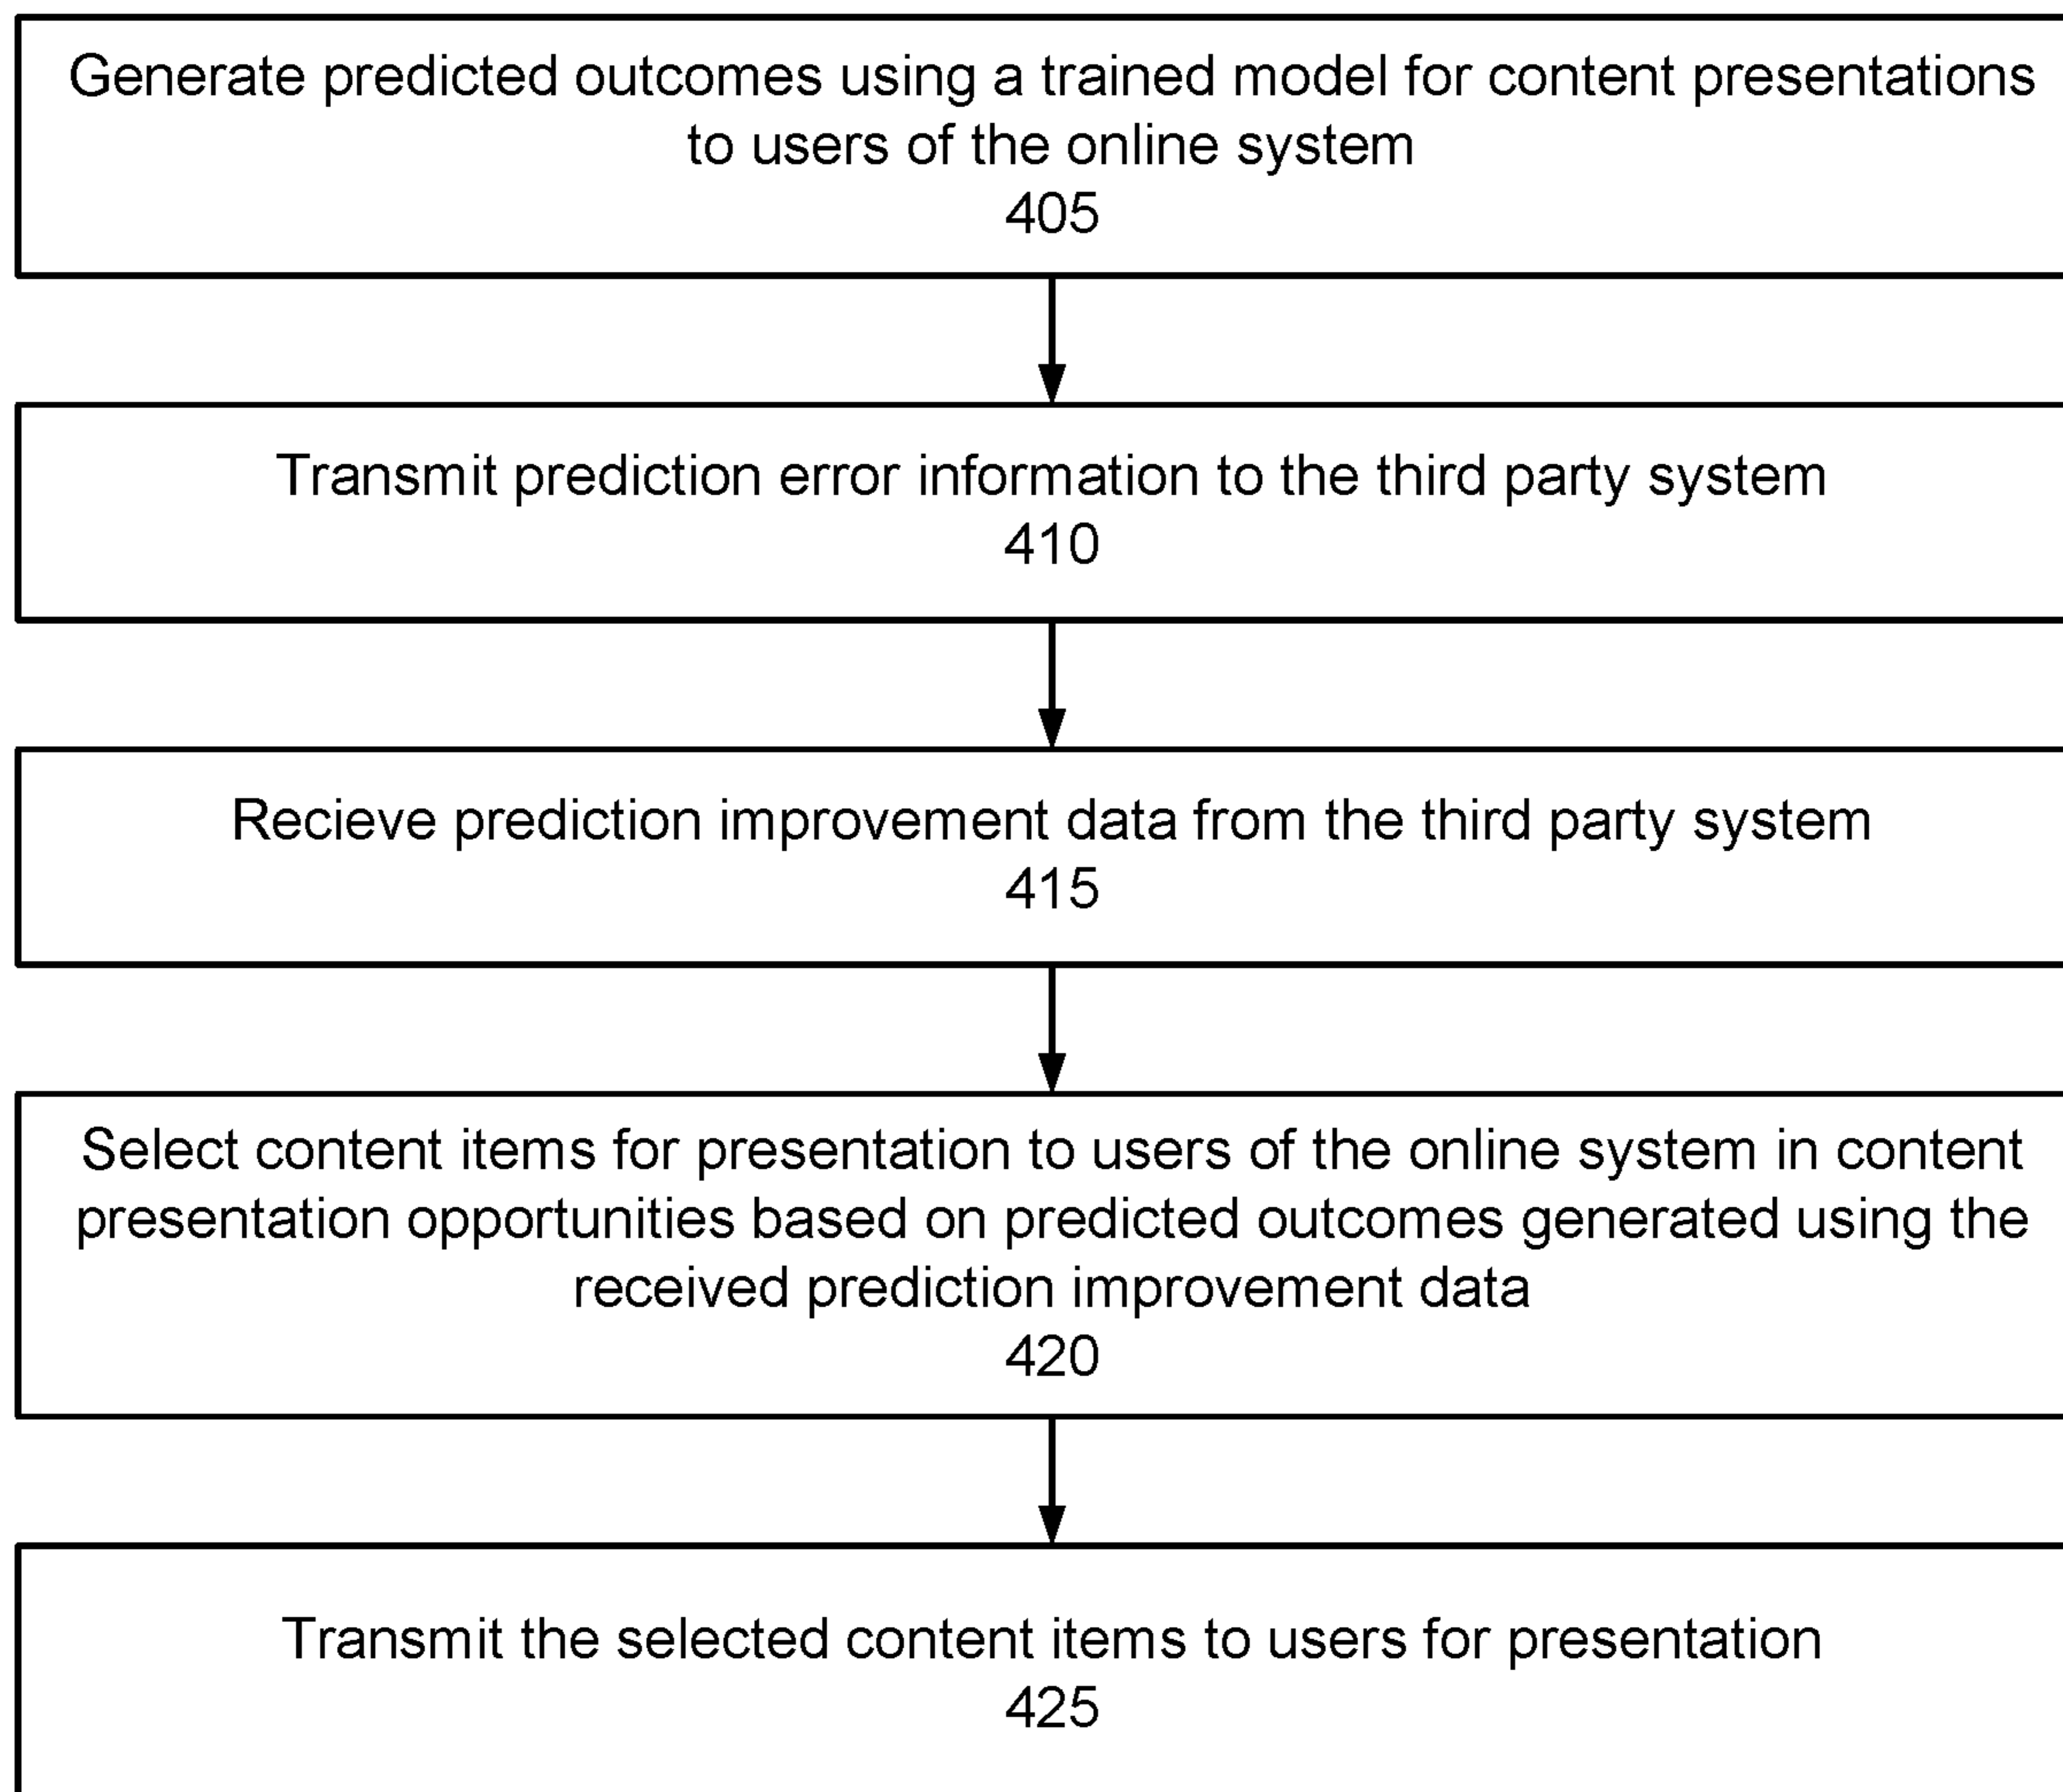 Generate predicted outcomes using a trained model for content presentations
to users of the online system
405
Transmit prediction error information to the third party system
410
Recieve prediction improvement data from the third party system
415
Select content items for presentation to users of the online system in content
presentation opportunities based on predicted outcomes generated using the
received prediction improvement data
420
Transmit the selected content items to users for presentation
425